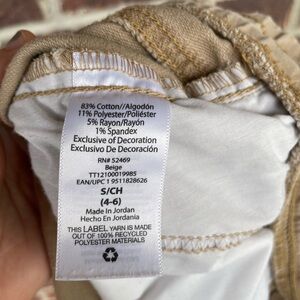 83% Cotton//Algodón
11% Polyester/Poliéster
5% Rayon/Rayón
1% Spandex
Exclusive of Decoration
Exclusivo De Decoración
RN# 52469
Beige
TT12100019985
EAN/UPC 1 9511828626
S/CH
(4-6)
Made In Jordan
Hecho En Jordania
THIS LABEL YARN IS MADE
OUT OF 100% RECYCLED
POLYESTER MATERIALS